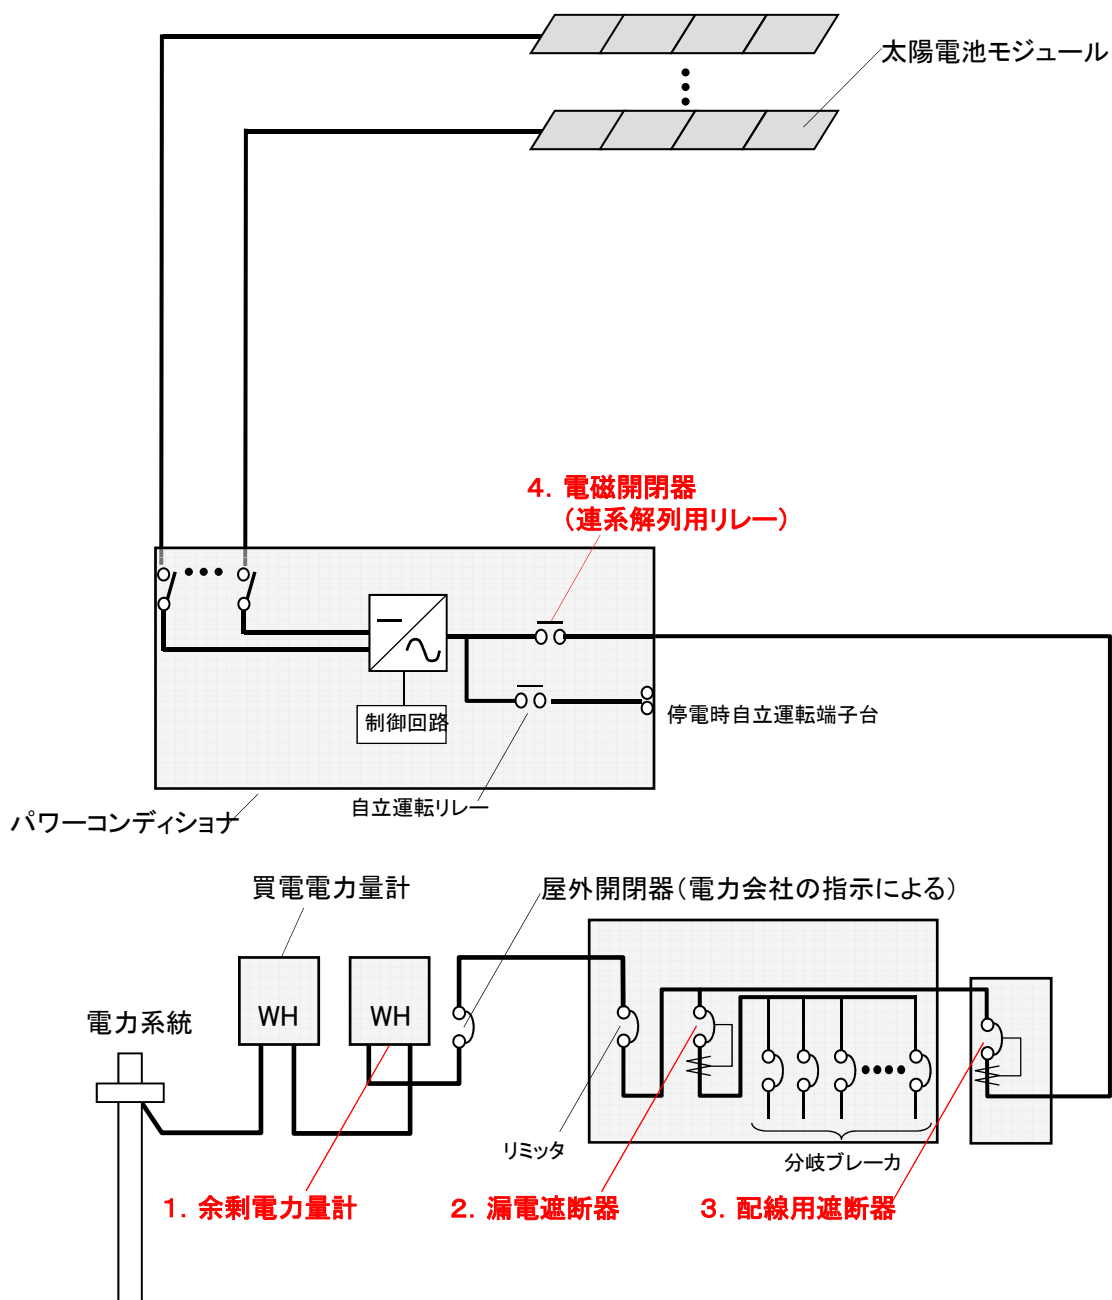 太陽電池モジュール
4．電磁開閉器
（連系解列用リレー）
制御回路
停電時自立運転端子台
自立運転リレー
パワーコンディショナ
買電電力量計
屋外開閉器（電力会社の指示による）
WH
WH
電力系統
リミッタ
分岐ブレーカ
1．余剰電力量計
2．漏電遮断器
3．配線用遮断器